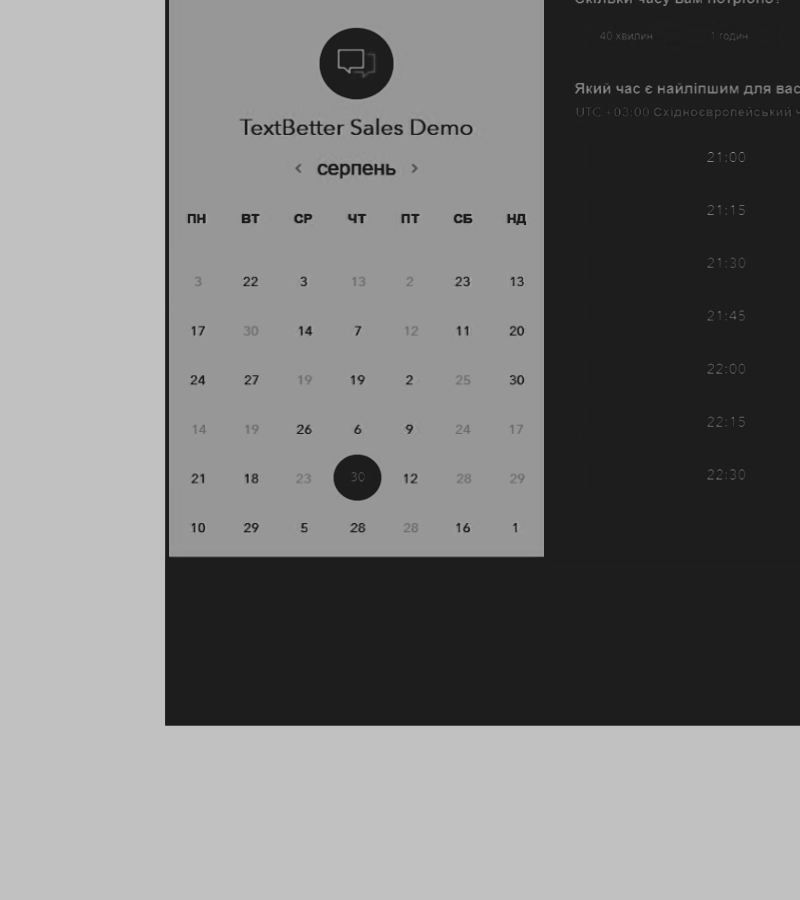 TextBetter Sales Demo
‹ серпень ›
ПН ВТ СР ЧТ ПТ СБ НД
3 22 3 13 2 23 13
17 30 14 7 12 11 20
24 27 19 19 2 25 30
14 19 26 6 9 24 17
21 18 23 30 12 28 29
10 29 5 28 28 16 1
Скільки часу вам потрібно?
40 хвилин 1 годин
Який час є найліпшим для вас
UTC +03:00 Східноєвропейський
21:00
21:15
21:30
21:45
22:00
22:15
22:30